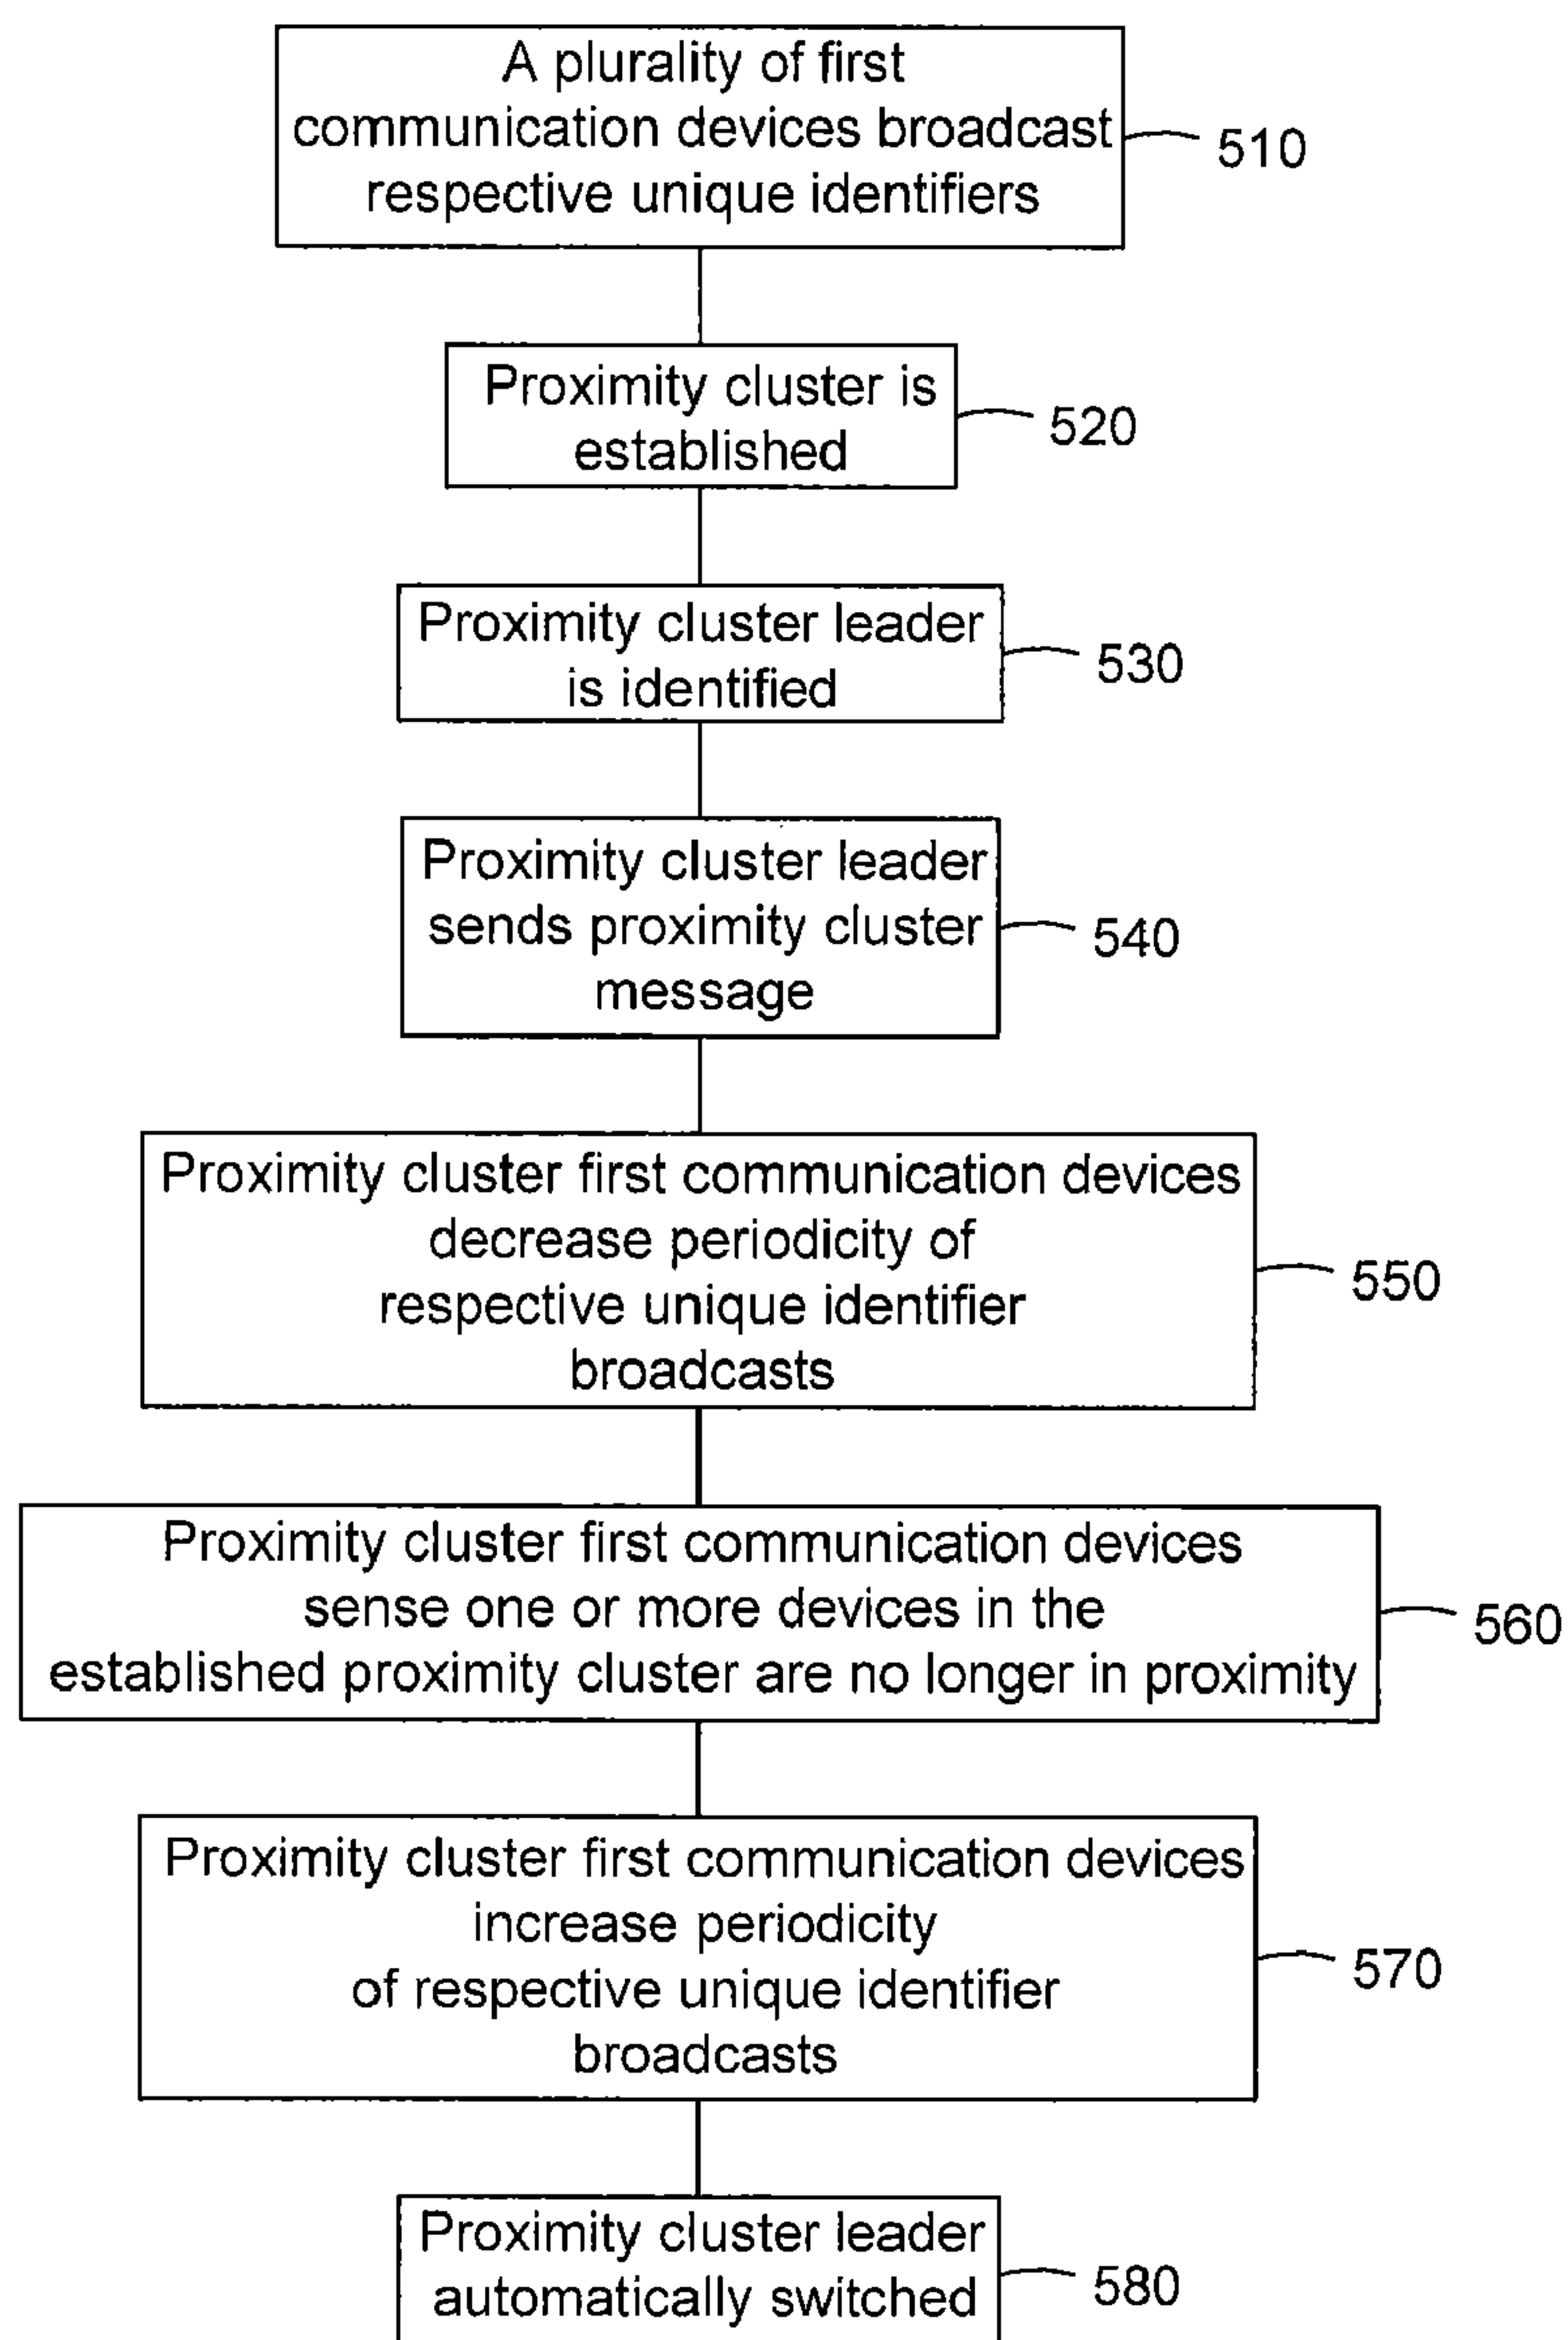 A plurality of first
communication devices broadcast
respective unique identifiers
510
Proximity cluster is
established
520
Proximity cluster leader
is identified
530
Proximity cluster leader
sends proximity cluster
message
540
Proximity cluster first communication devices
decrease periodicity of
respective unique identifier
broadcasts
550
Proximity cluster first communication devices
sense one or more devices in the
established proximity cluster are no longer in proximity
560
Proximity cluster first communication devices
increase periodicity
of respective unique identifier
broadcasts
570
Proximity cluster leader
automatically switched
580